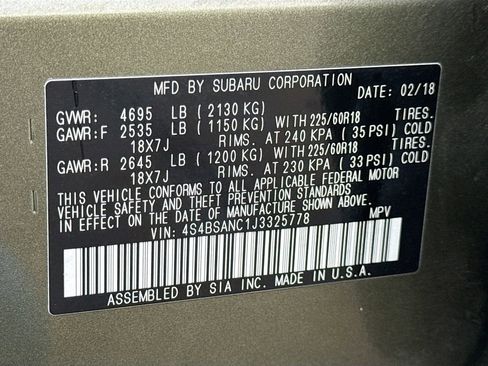 MFD BY SUBARU CORPORATION DATE: 02/18
GVWR: 4695 LB (2130 KG) TIRES.
GAWR:F 2535 LB (1150 KG) WITH 225/60R18
18X7J RIMS. AT 240 KPA (35 PSI) COLD
GAWR:R 2645 LB (1200 KG) WITH 225/60R18 TIRES.
18X7J RIMS. AT 230 KPA (33 PSI) COLD
THIS VEHICLE CONFORMS TO ALL APPLICABLE FEDERAL MOTOR
VEHICLE SAFETY AND THEFT PREVENTION STANDARDS
IN EFFECT ON THE DATE OF MANUFACTURE SHOWN ABOVE.
VIN: 4S4BSANC1J3325778 MPV
ASSEMBLED BY SIA INC. MADE IN U.S.A.